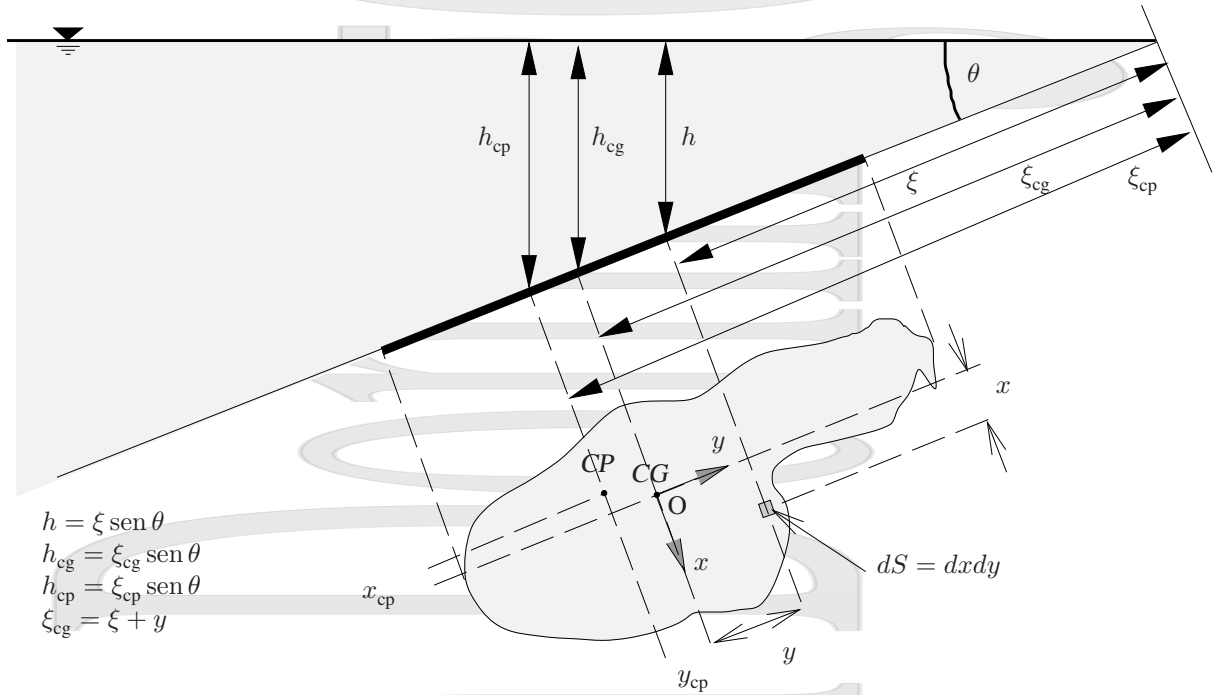 θ
h_cp
h_cg
h
ξ
ξ_cg
ξ_cp
x
y
CP
CG
O
x
h = ξ sen θ
h_cg = ξ_cg sen θ
h_cp = ξ_cp sen θ
ξ_cg = ξ + y
x_cp
dS = dxdy
y
y_cp